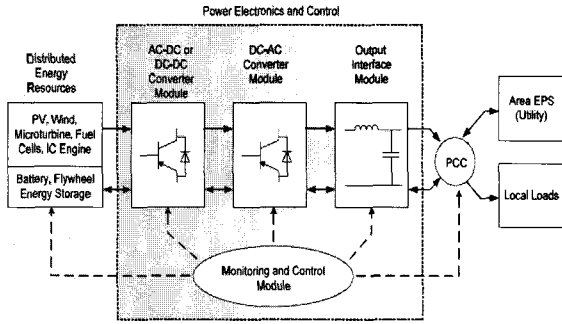 Power Electronics and Control
Distributed
Energy
Resources
AC-DC or
DC-DC
Converter
Module
DC-AC
Converter
Module
Output
Interface
Module
PV, Wind,
Microturbine, Fuel
Cells, IC Engine
Battery, Flywheel
Energy Storage
PCC
Area EPS
(Utility)
Local Loads
Monitoring and Control
Module